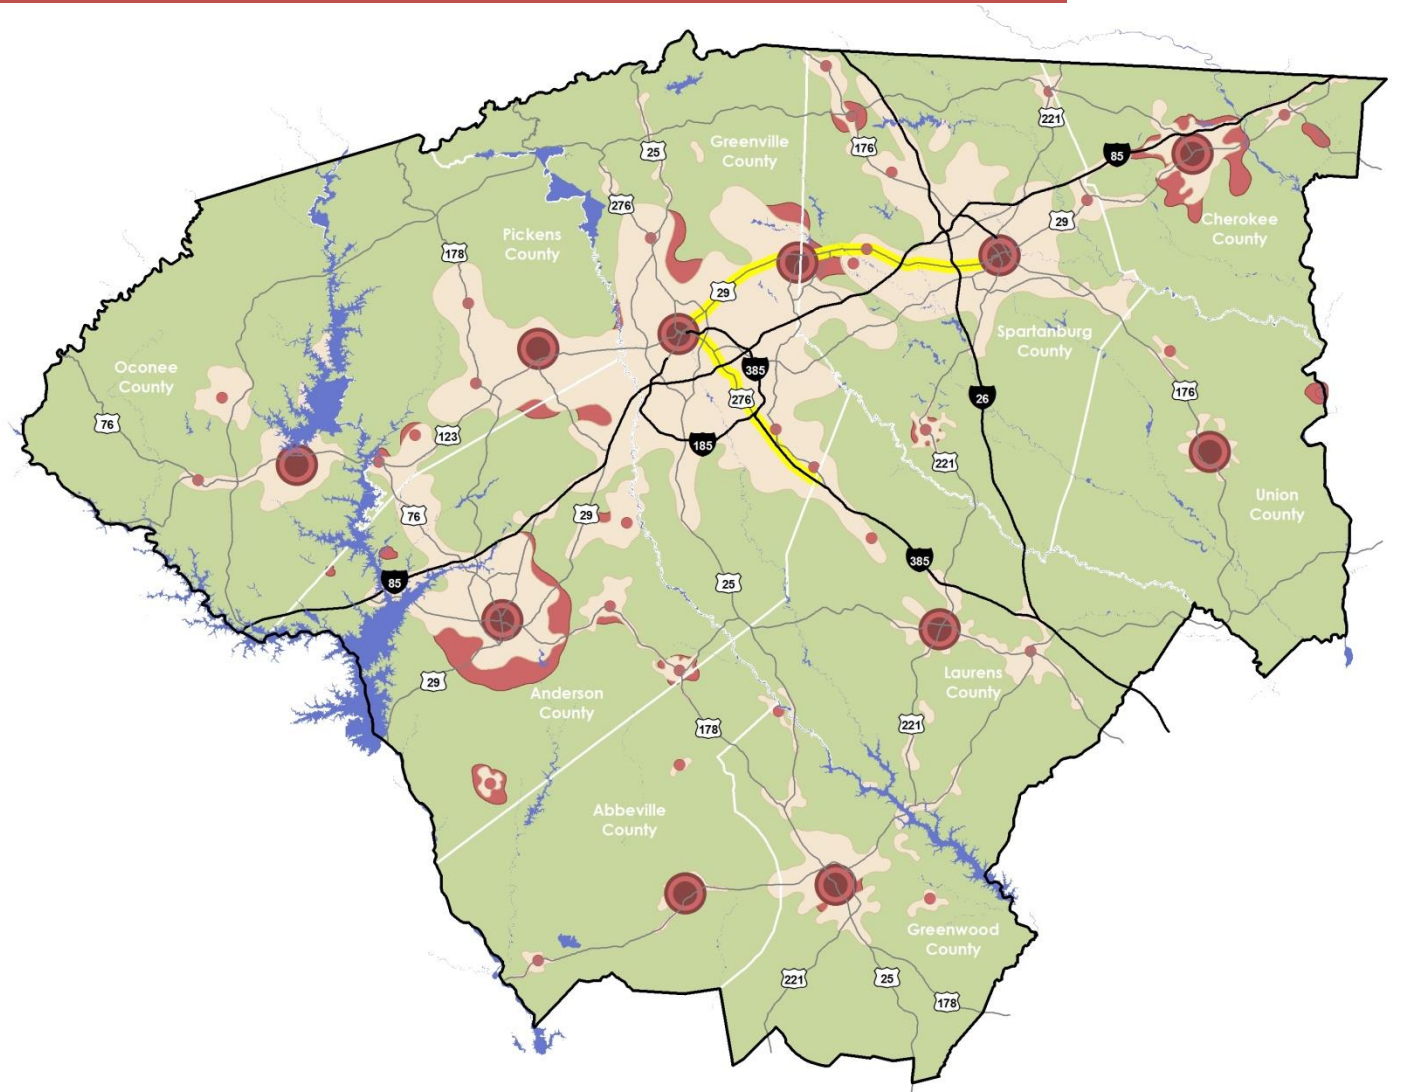 221
Greenville
County
176
25
85
276
29
Cherokee
County
Pickens
County
178
29
Spartanburg
County
Oconee
County
385
176
276
26
76
123
185
221
Union
County
76
29
385
85
25
Laurens
County
29
Anderson
County
221
178
Abbeville
County
Greenwood
County
221
25
178